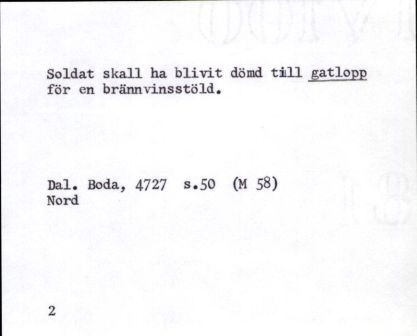 Soldat skall ha blivit dömd till gatlopp
för en brännvinsstöld.
Dal. Boda, 4727 s.50 (M 58)
Nord
2